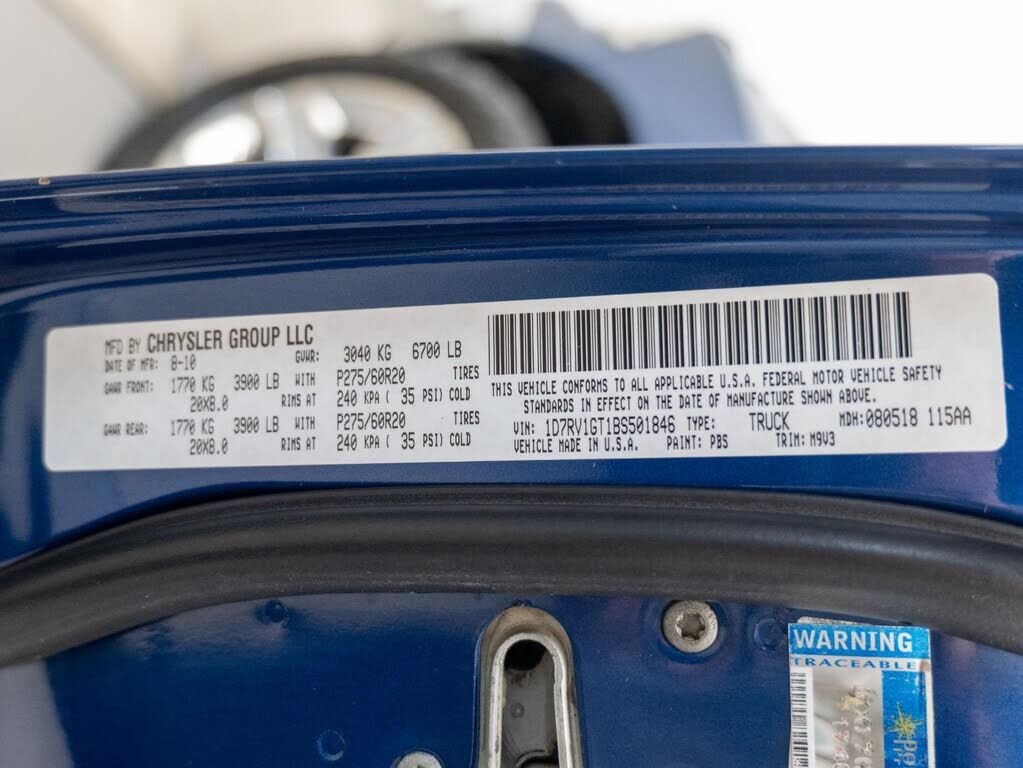 MFD BY CHRYSLER GROUP LLC
DATE OF MFR: 8-10 GVWR: 3040 KG 6700 LB
GAWR FRONT: 1770 KG 3900 LB WITH P275/60R20 TIRES
20X8.0 RIMS AT 240 KPA ( 35 PSI) COLD
GAWR REAR: 1770 KG 3900 LB WITH P275/60R20 TIRES
20X8.0 RIMS AT 240 KPA ( 35 PSI) COLD
THIS VEHICLE CONFORMS TO ALL APPLICABLE U.S.A. FEDERAL MOTOR VEHICLE SAFETY
STANDARDS IN EFFECT ON THE DATE OF MANUFACTURE SHOWN ABOVE.
VIN: 1D7RV1GT1BS501846 TYPE: TRUCK MDH:080518 115AA
VEHICLE MADE IN U.S.A. PAINT: PBS TRIM: M9V3
WARNING
TRACEABLE